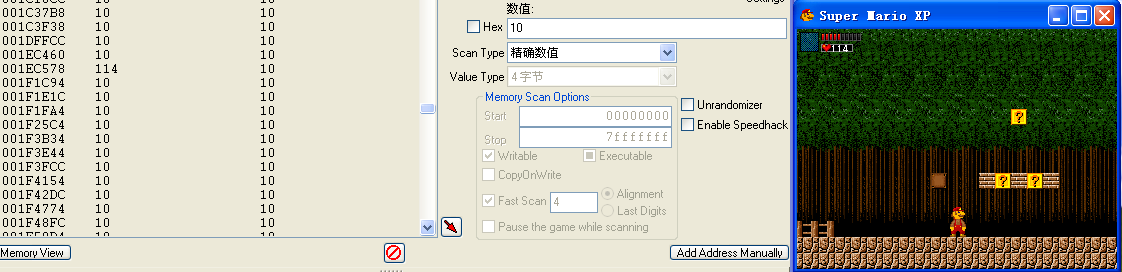 001C37B8 10 10
001C3F38 10 10
001DFFCC 10 10
001EC460 10 10
001EC578 114 10
001F1C94 10 10
001F1E1C 10 10
001F1FA4 10 10
001F25C4 10 10
001F3B34 10 10
001F3E44 10 10
001F3FCC 10 10
001F4154 10 10
001F42DC 10 10
001F4774 10 10
001F48FC 10 10
Memory View
数值:
Hex 10
Scan Type 精确数值
Value Type 4 字节
Memory Scan Options
Start 00000000
Stop 7fffffff
Writable Executable
CopyOnWrite
Fast Scan 4 Alignment
Last Digits
Pause the game while scanning
Unrandomizer
Enable Speedhack
Add Address Manually
Super Mario XP
114
?
? ?